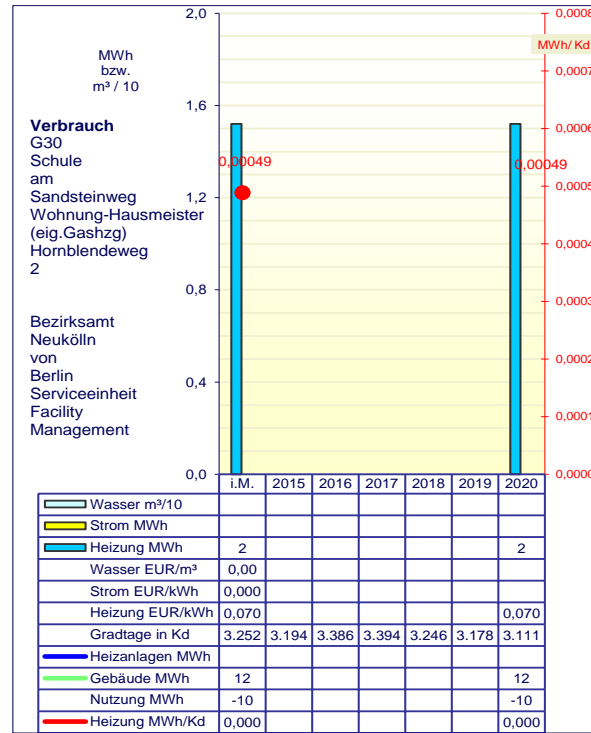 MWh
bzw.
m³ / 10
Verbrauch
G30
Schule
am
Sandsteinweg
Wohnung-Hausmeister
(eig.Gashzg)
Hornblendeweg
2
Bezirksamt
Neukölln
von
Berlin
Serviceeinheit
Facility
Management
2,0
1,6
1,2
0,8
0,4
0,0
0,00049
0,00049
MWh/ Kd
0,0008
0,0007
0,0006
0,0005
0,0004
0,0003
0,0002
0,0001
0,0000
i.M. 2015 2016 2017 2018 2019 2020
Wasser m³/10
Strom MWh
Heizung MWh 2 2
Wasser EUR/m³ 0,00
Strom EUR/kWh 0,000
Heizung EUR/kWh 0,070 0,070
Gradtage in Kd 3.252 3.194 3.386 3.394 3.246 3.178 3.111
Heizanlagen MWh
Gebäude MWh 12 12
Nutzung MWh -10 -10
Heizung MWh/Kd 0,000 0,000